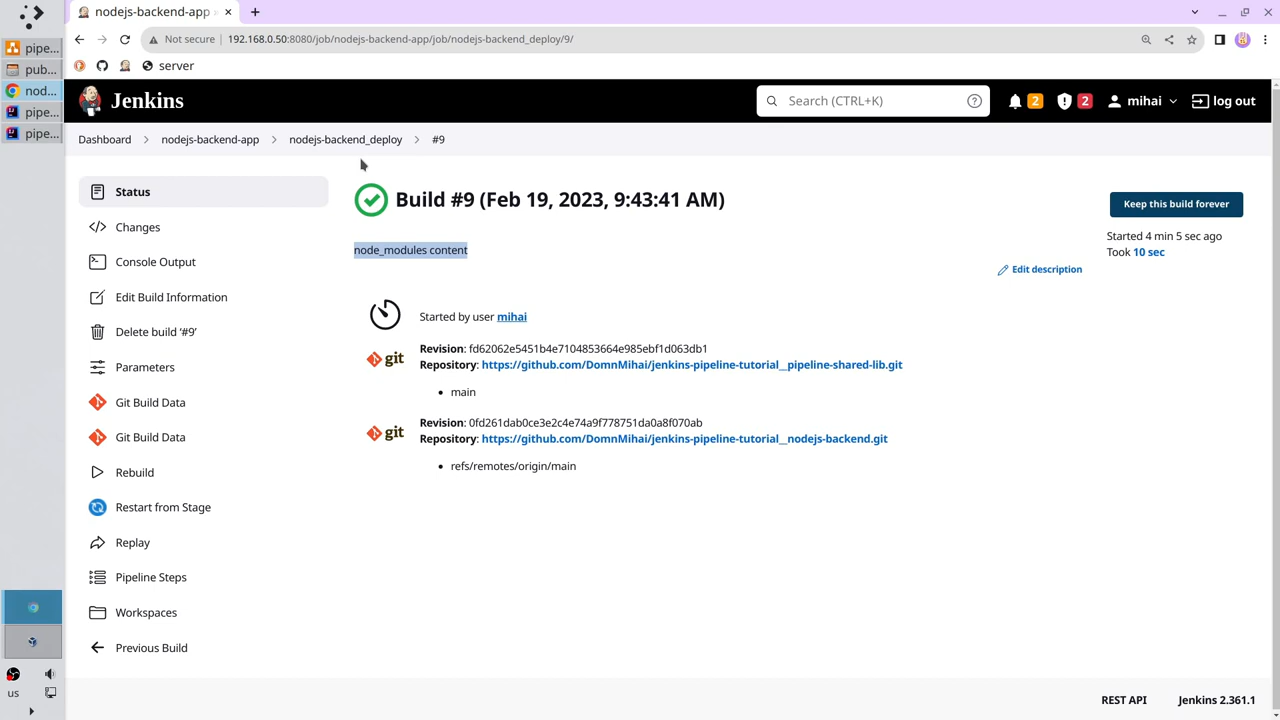 nodejs-backend-app
pipe...
pub...
nod...
pipe...
pipe...
us
Not secure
192.168.0.50:8080/job/nodejs-backend-app/job/nodejs-backend_deploy/9/
server
Jenkins
Search (CTRL+K)
2
2
mihai
log out
Dashboard
nodejs-backend-app
nodejs-backend_deploy
#9
Status
Changes
Console Output
Edit Build Information
Delete build ‘#9’
Parameters
Git Build Data
Git Build Data
Rebuild
Restart from Stage
Replay
Pipeline Steps
Workspaces
Previous Build
Build #9 (Feb 19, 2023, 9:43:41 AM)
Keep this build forever
Started 4 min 5 sec ago
Took 10 sec
node_modules content
Edit description
Started by user mihai
git
Revision: fd62062e5451b4e7104853664e985ebf1d063db1
Repository: https://github.com/DomnMihai/jenkins-pipeline-tutorial__pipeline-shared-lib.git
• main
git
Revision: 0fd261dab0ce3e2c4e74a9f778751da0a8f070ab
Repository: https://github.com/DomnMihai/jenkins-pipeline-tutorial__nodejs-backend.git
• refs/remotes/origin/main
REST API
Jenkins 2.361.1